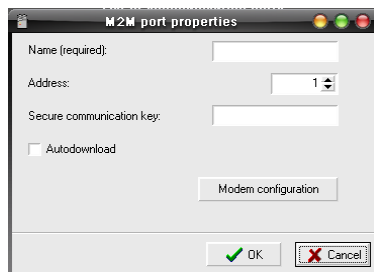 M2M port properties
Name (required):
Address:
1
Secure communication key:
Autodownload
Modem configuration
OK
Cancel